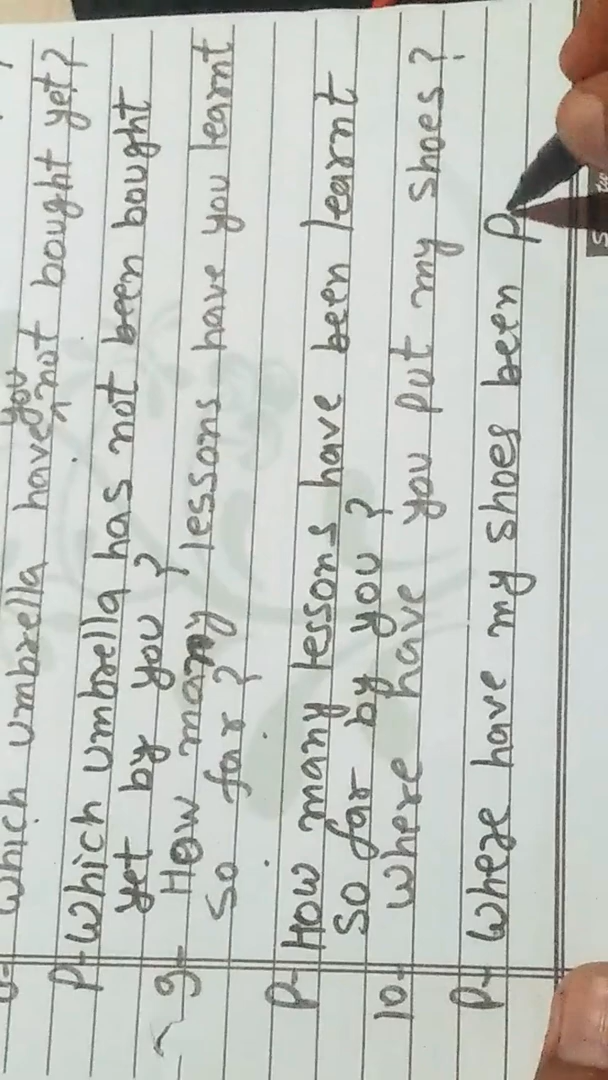 Which umbrella have you not bought yet?
P- Which umbrella has not been bought
yet by you?
9- How many lessons have you learnt
so far?
P- How many lessons have been learnt
so far by you?
10- where have you put my shoes?
P- Where have my shoes been p